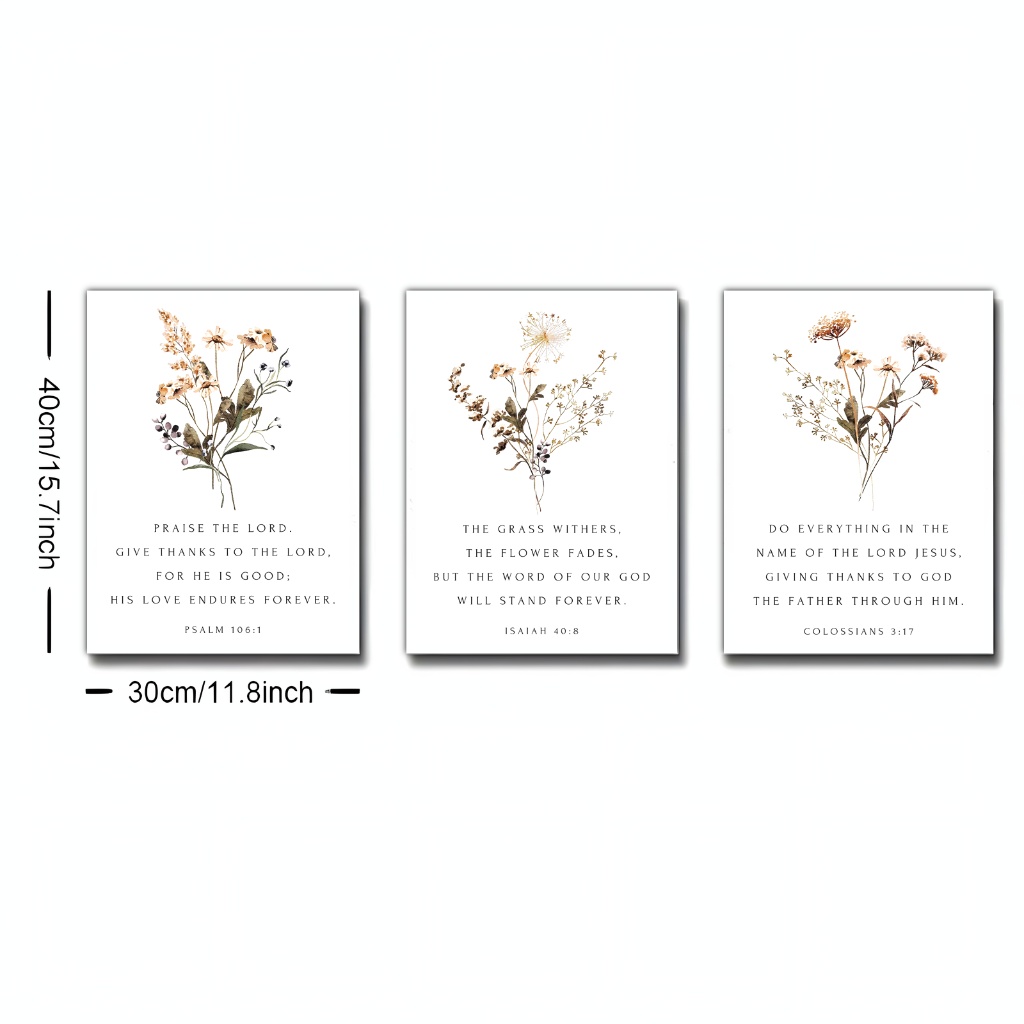 40cm/15.7inch
PRAISE THE LORD.
GIVE THANKS TO THE LORD,
FOR HE IS GOOD;
HIS LOVE ENDURES FOREVER.
PSALM 106:1
THE GRASS WITHERS,
THE FLOWER FADES,
BUT THE WORD OF OUR GOD
WILL STAND FOREVER.
ISAIAH 40:8
DO EVERYTHING IN THE
NAME OF THE LORD JESUS,
GIVING THANKS TO GOD
THE FATHER THROUGH HIM.
COLOSSIANS 3:17
30cm/11.8inch